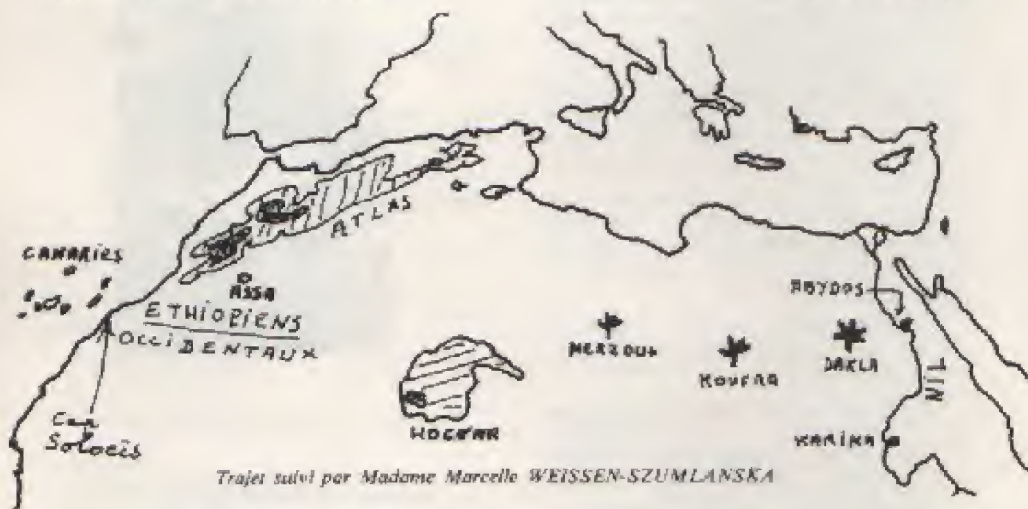 CANARIES
ATLAS
ASSA
ETHIOPIENS
OCCIDENTAUX
Cap
Soloeis
HOGGAR
MERZOUK
KOUFRA
DAKLA
ABYDOS
NIL
KARIKA
Trajet suivi par Madame Marcelle WEISSEN-SZUMLANSKA